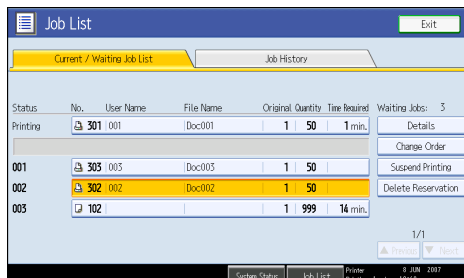 Job List
Exit
Current / Waiting Job List
Job History
Status No. User Name File Name Original Quantity Time Required Waiting Jobs: 3
Printing 301 001 Doc001 1 50 1 min. Details
Change Order
001 303 003 Doc003 1 50 Suspend Printing
002 302 002 Doc002 1 50 Delete Reservation
003 102 1 999 14 min.
1/1
Previous Next
System Status Job List Printer 8 JUN 2007